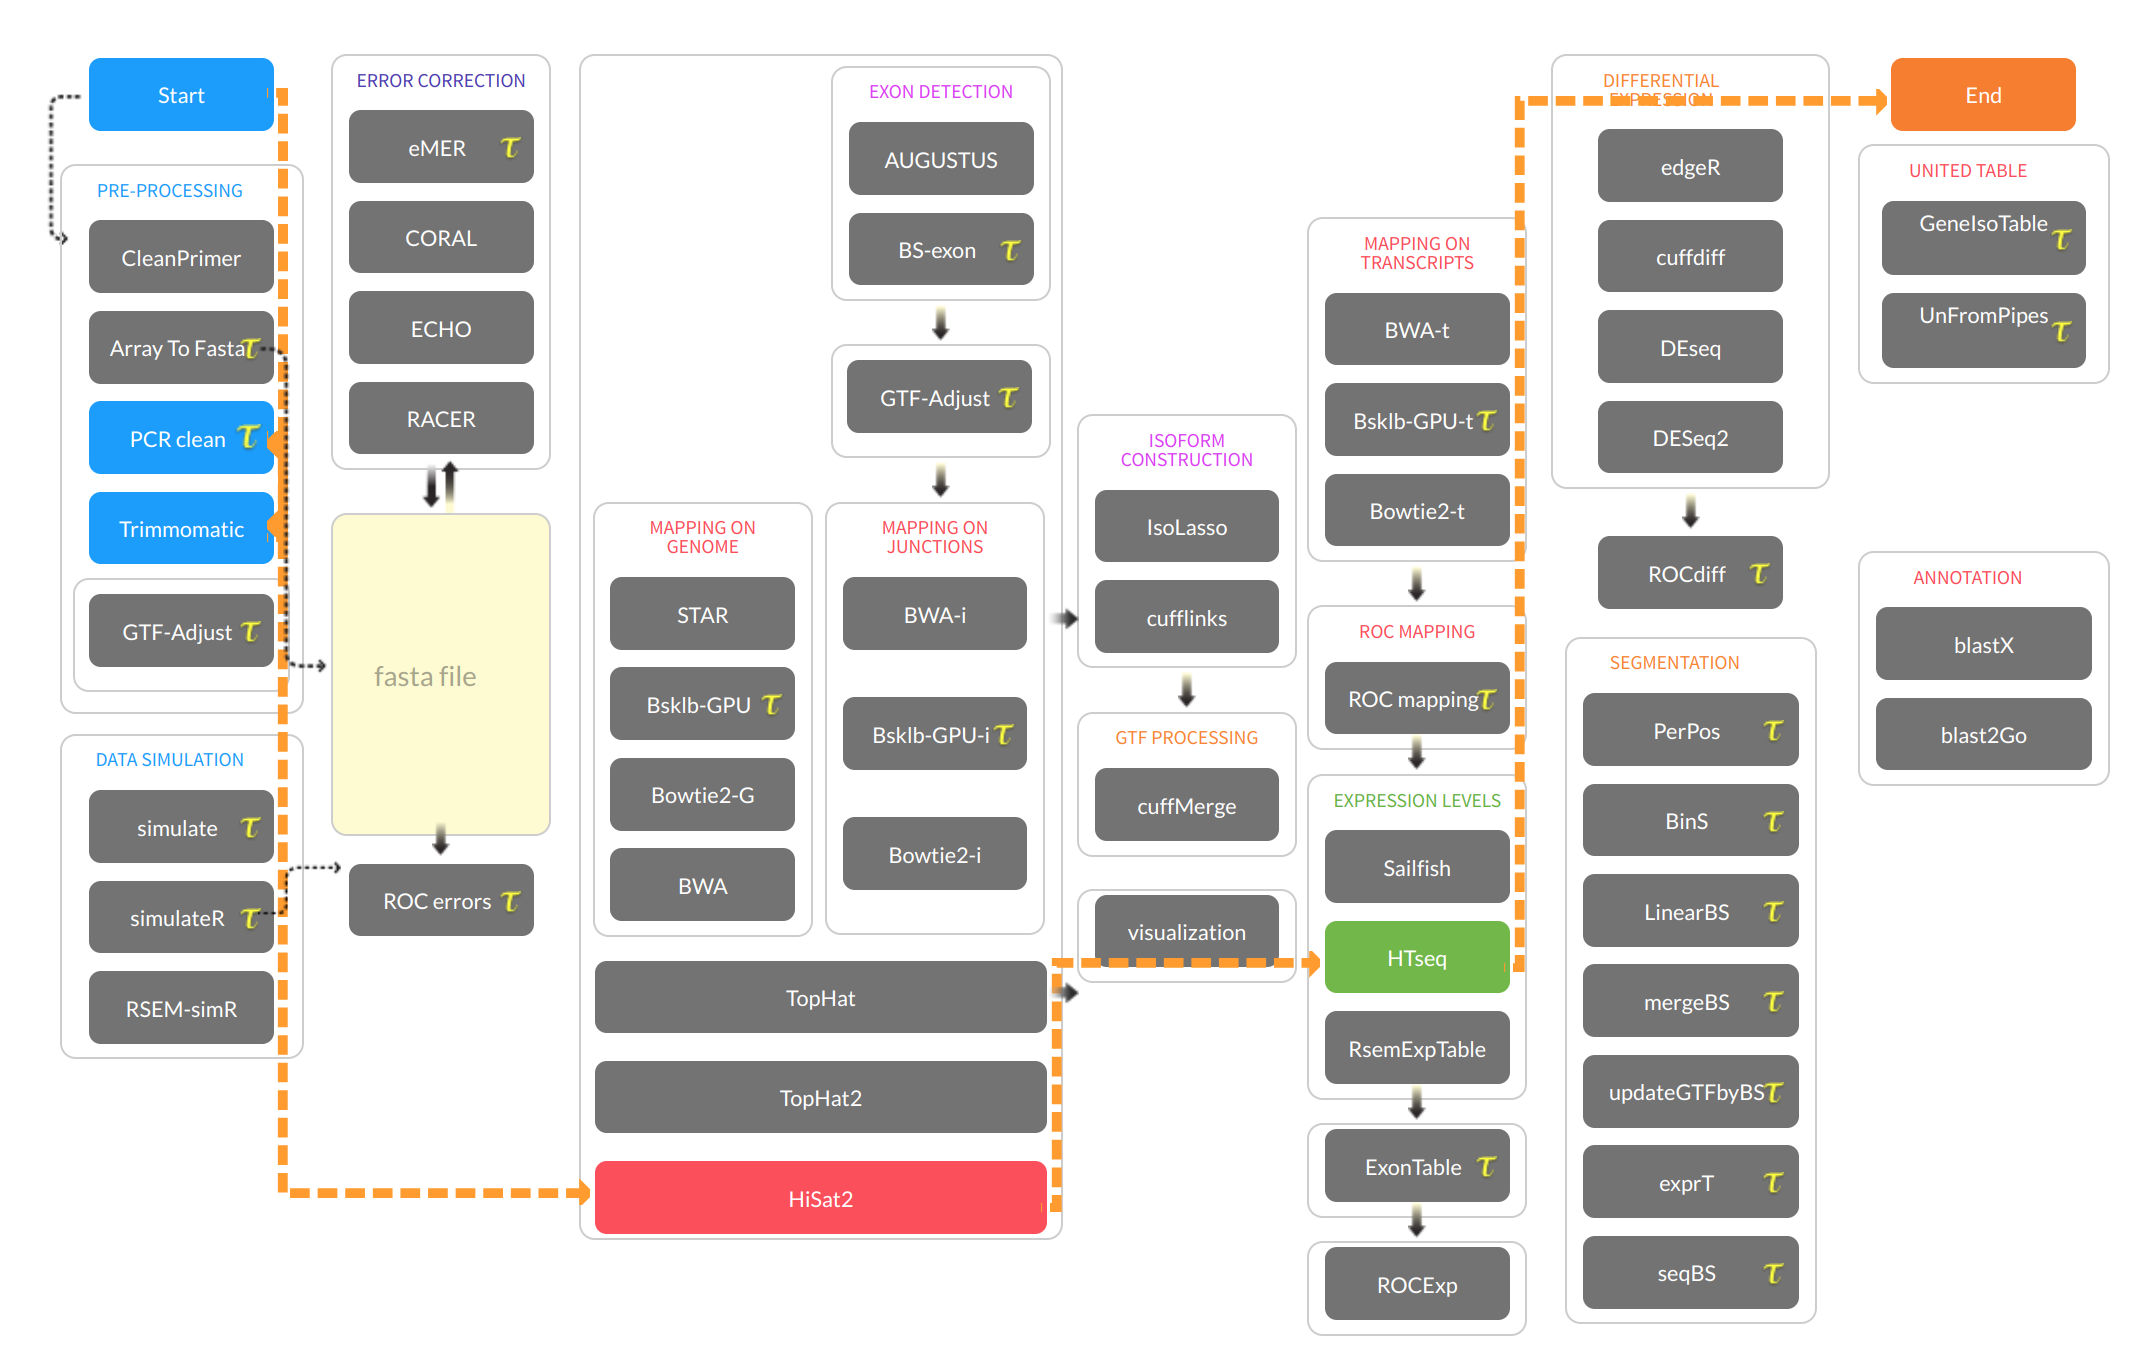 Start
PRE-PROCESSING
CleanPrimer
Array To Fasta τ
PCR clean τ
Trimmomatic
GTF-Adjust τ
DATA SIMULATION
simulate τ
simulateR τ
RSEM-simR
ERROR CORRECTION
eMER τ
CORAL
ECHO
RACER
fasta file
ROC errors τ
EXON DETECTION
AUGUSTUS
BS-exon τ
GTF-Adjust τ
MAPPING ON
GENOME
STAR
Bsklb-GPU τ
Bowtie2-G
BWA
MAPPING ON
JUNCTIONS
BWA-i
Bsklb-GPU-i τ
Bowtie2-i
TopHat
TopHat2
HiSat2
ISOFORM
CONSTRUCTION
IsoLasso
cufflinks
GTF PROCESSING
cuffMerge
visualization
MAPPING ON
TRANSCRIPTS
BWA-t
Bsklb-GPU-t τ
Bowtie2-t
ROC MAPPING
ROC mapping τ
EXPRESSION LEVELS
Sailfish
HTseq
RsemExpTable
ExonTable τ
ROCExp
DIFFERENTIAL
EXPRESSION
edgeR
cuffdiff
DEseq
DESeq2
ROCdiff τ
SEGMENTATION
PerPos τ
BinS τ
LinearBS τ
mergeBS τ
updateGTFbyBS τ
exprT τ
seqBS τ
End
UNITED TABLE
GeneIsoTable τ
UnFromPipes τ
ANNOTATION
blastX
blast2Go